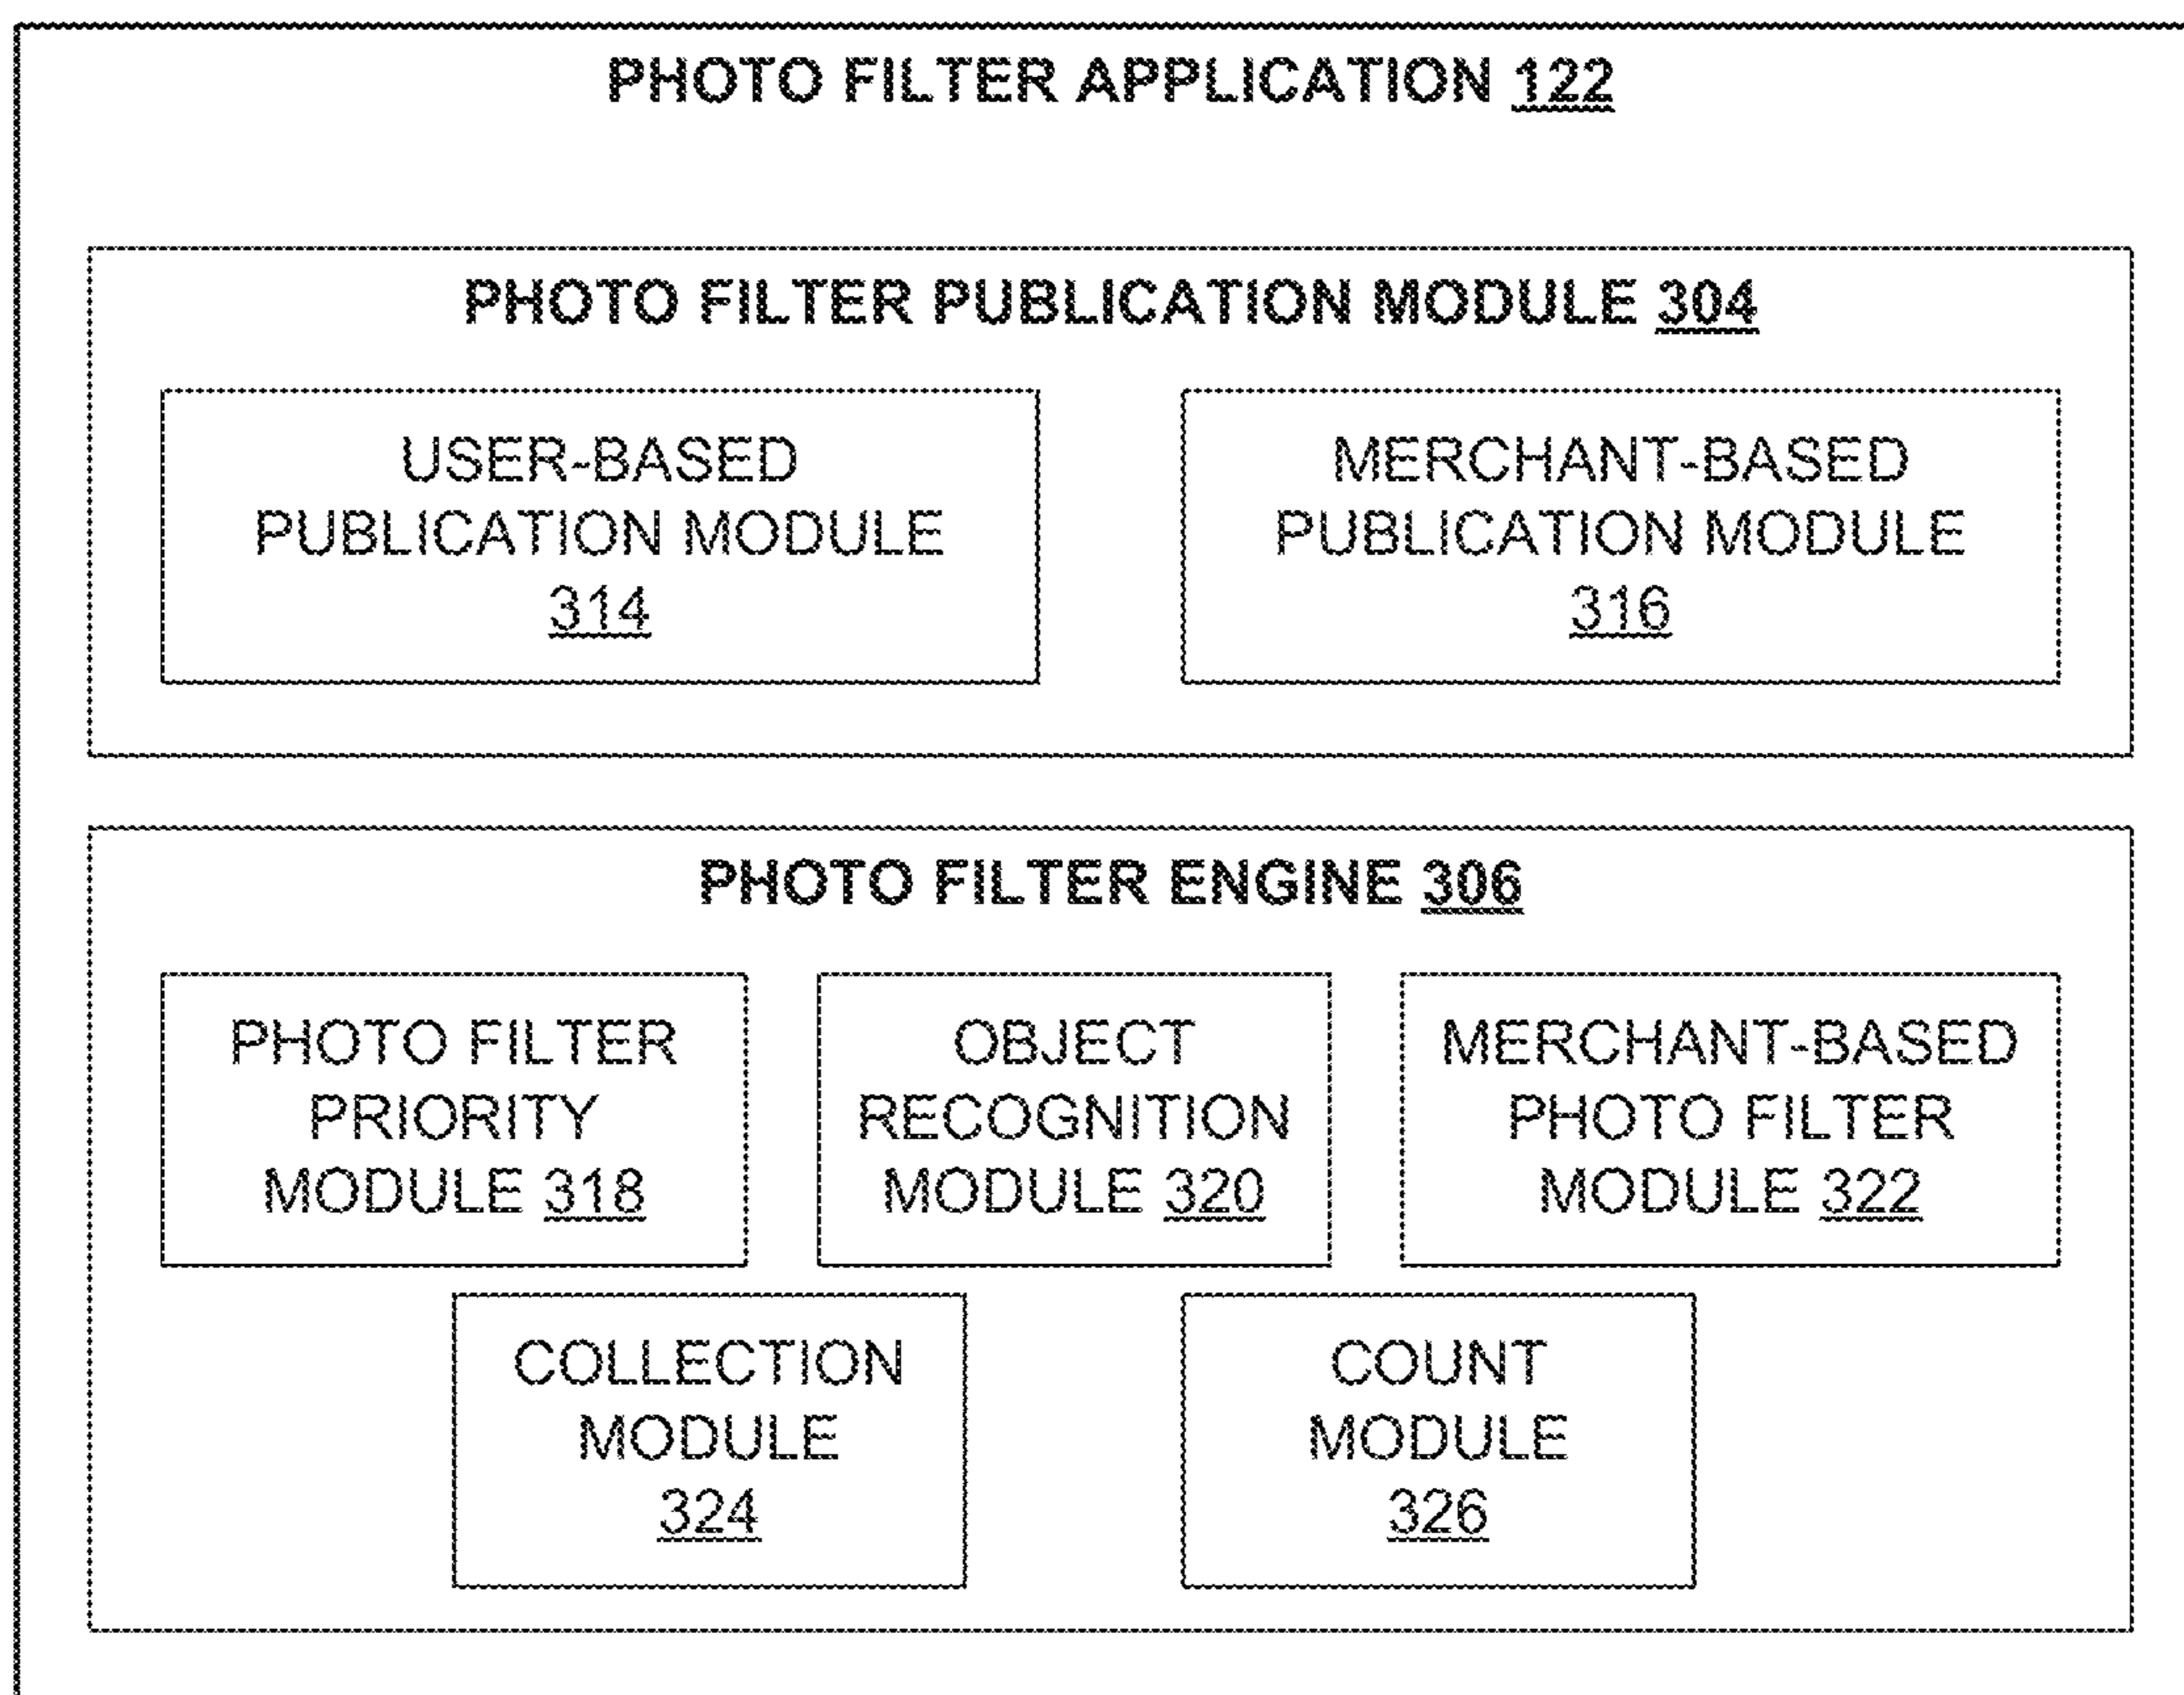 PHOTO FILTER APPLICATION 122
PHOTO FILTER PUBLICATION MODULE 304
USER-BASED
PUBLICATION MODULE
314
MERCHANT-BASED
PUBLICATION MODULE
316
PHOTO FILTER ENGINE 306
PHOTO FILTER
PRIORITY
MODULE 318
OBJECT
RECOGNITION
MODULE 320
MERCHANT-BASED
PHOTO FILTER
MODULE 322
COLLECTION
MODULE
324
COUNT
MODULE
326